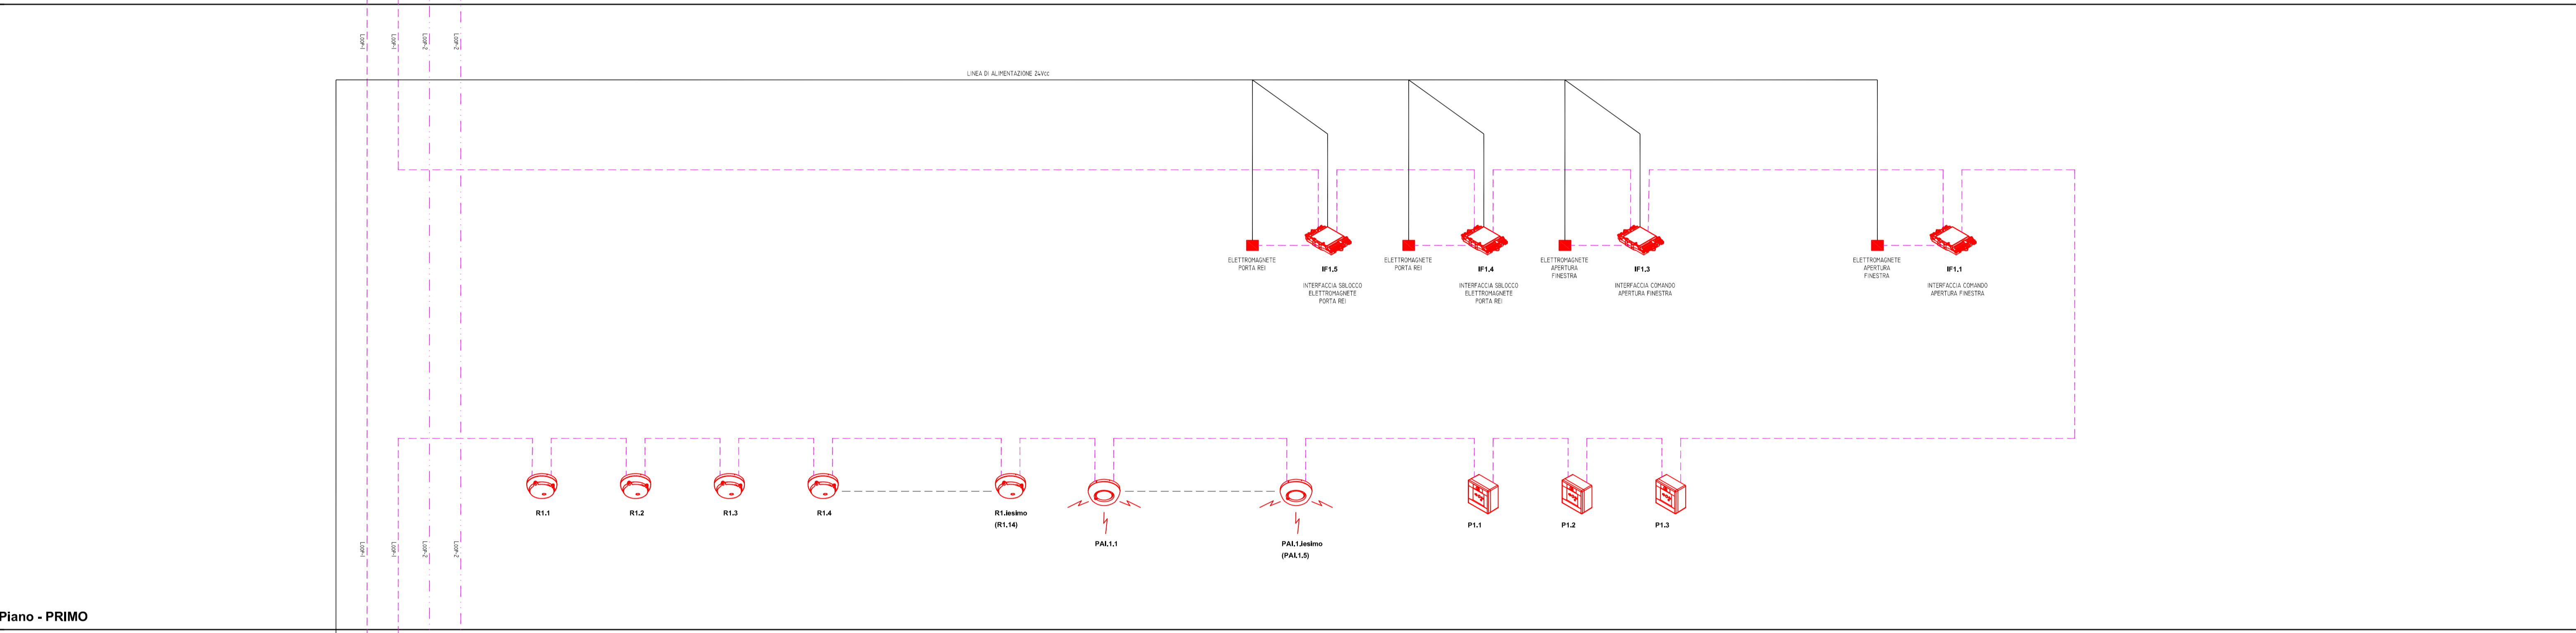 LOOP-1
LOOP-1
LOOP-2
LOOP-2
LINEA DI ALIMENTAZIONE 24Vcc
ELETTROMAGNETE
PORTA REI
IF1.5
INTERFACCIA SBLOCCO
ELETTROMAGNETE
PORTA REI
ELETTROMAGNETE
PORTA REI
IF1.4
INTERFACCIA SBLOCCO
ELETTROMAGNETE
PORTA REI
ELETTROMAGNETE
APERTURA
FINESTRA
IF1.3
INTERFACCIA COMANDO
APERTURA FINESTRA
ELETTROMAGNETE
APERTURA
FINESTRA
IF1.1
INTERFACCIA COMANDO
APERTURA FINESTRA
R1.1
R1.2
R1.3
R1.4
R1.iesimo
(R1.14)
PAI.1.1
PAI.1.iesimo
(PAI.1.5)
P1.1
P1.2
P1.3
LOOP-1
LOOP-1
LOOP-2
LOOP-2
Piano - PRIMO